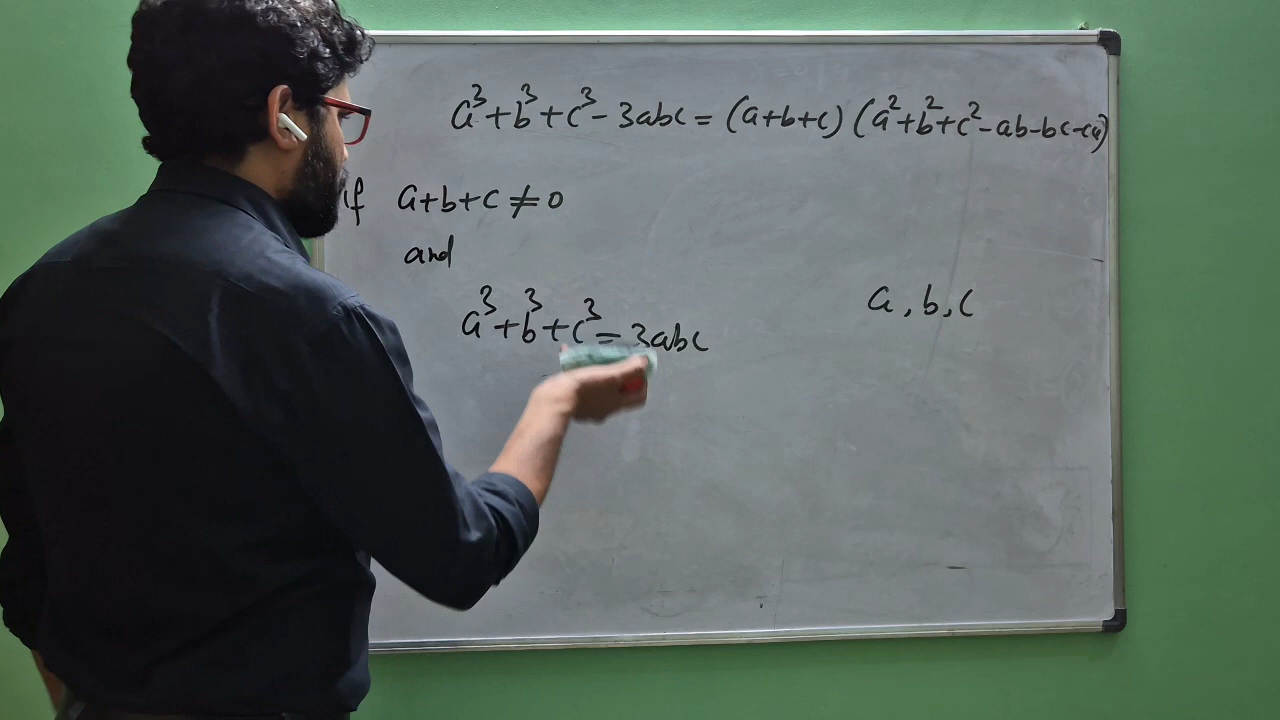 a³+b³+c³-3abc=(a+b+c)(a²+b²+c²-ab-bc-ca)
if a+b+c≠0
and
a³+b³+c³=3abc
a,b,c